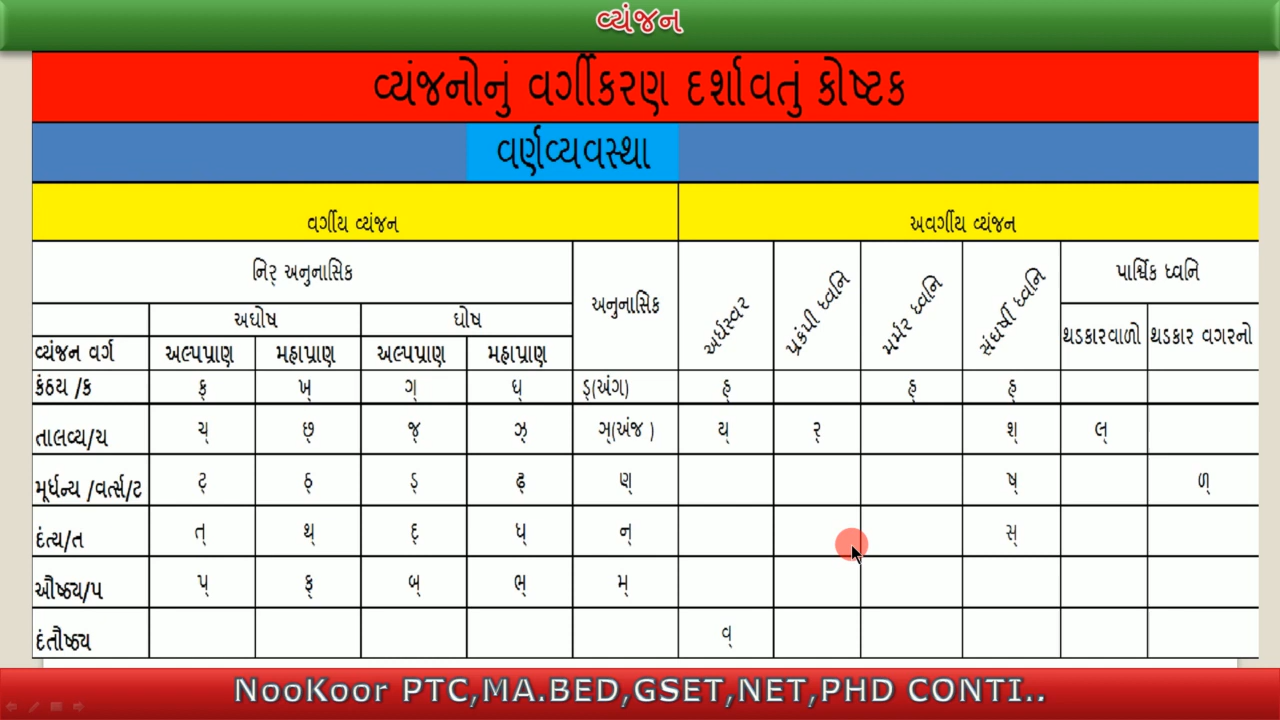 વ્યંજન
વ્યંજનોનું વર્ગીકરણ દર્શાવતું કોષ્ટક
વર્ણવ્યવસ્થા
વર્ગીય વ્યંજન અવર્ગીય વ્યંજન
નિર્ અનુનાસિક અનુનાસિક અર્ધસ્વર પ્રકંપી ધ્વનિ મર્મર ધ્વનિ સંઘર્ષી ધ્વનિ પાર્શ્વિક ધ્વનિ
અઘોષ ઘોષ થડકારવાળો થડકાર વગરનો
વ્યંજન વર્ગ અલ્પપ્રાણ મહાપ્રાણ અલ્પપ્રાણ મહાપ્રાણ
કંઠય /ક ક્ ખ્ ગ્ ઘ્ ઙ્(અંગ) હ્ હ્ હ્
તાલવ્ય/ચ ચ્ છ્ જ્ ઝ્ ઞ્(અંજ ) ય્ ર્ શ્ લ્
મૂર્ધન્ય /વર્ત્સ/ટ ટ્ ઠ્ ડ્ ઢ્ ણ્ ષ્ ળ્
દંત્ય/ત ત્ થ્ દ્ ધ્ ન્ સ્
ઔષ્ઠ્ય/પ પ્ ફ્ બ્ ભ્ મ્
દંતૌષ્ઠ્ય વ્
NooKoor PTC,MA.BED,GSET,NET,PHD CONTI..